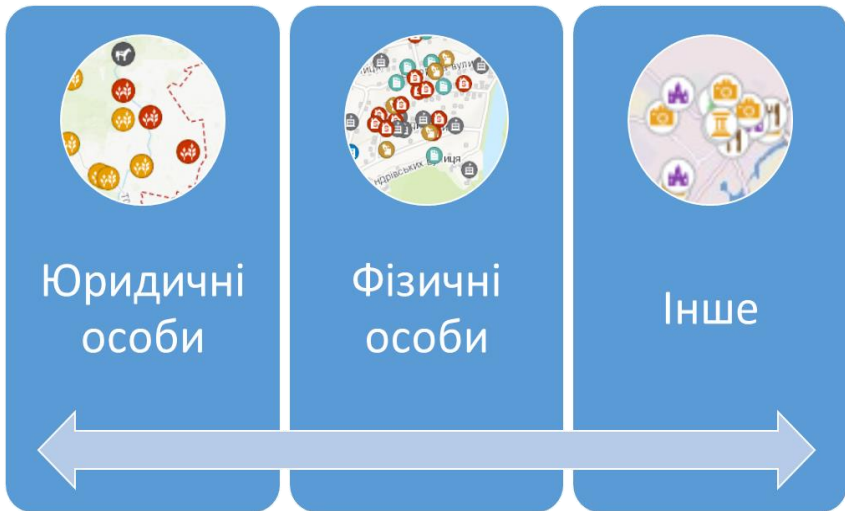 Юридичні
особи
Фізичні
особи
Інше